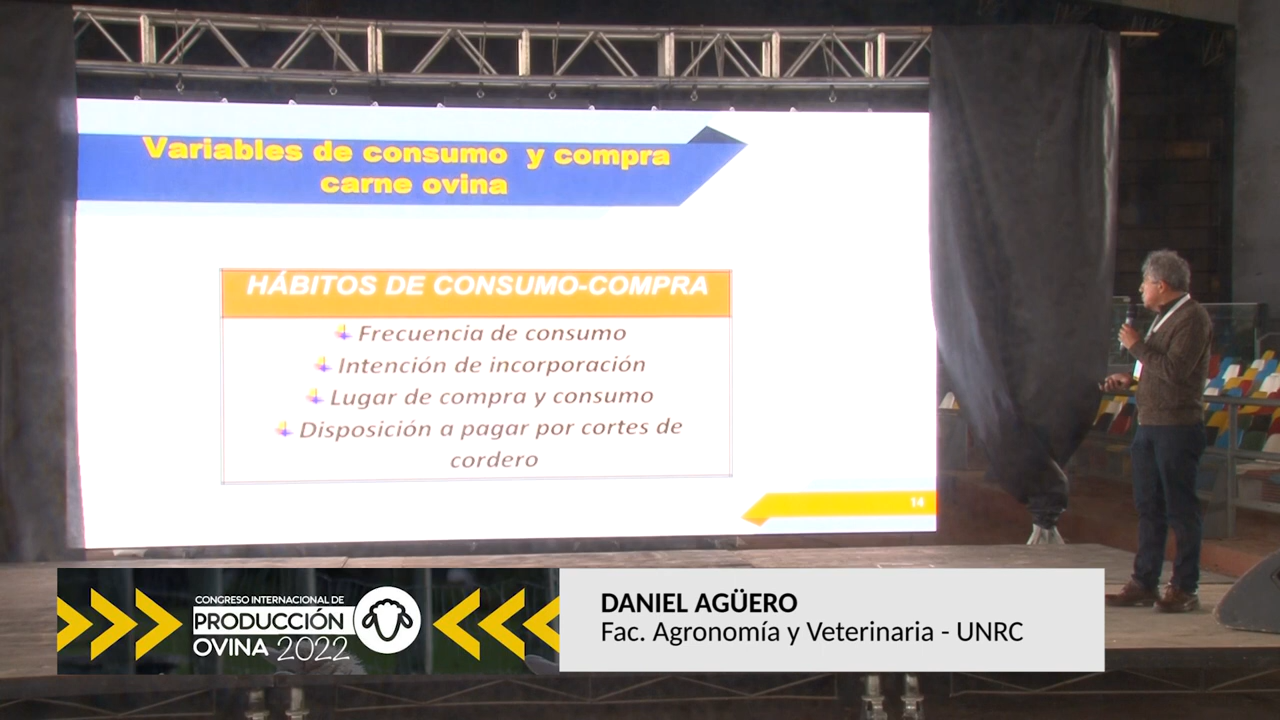 Variables de consumo y compra
carne ovina
HÁBITOS DE CONSUMO-COMPRA
Frecuencia de consumo
Intención de incorporación
Lugar de compra y consumo
Disposición a pagar por cortes de
cordero
14
CONGRESO INTERNACIONAL DE
PRODUCCIÓN
OVINA 2022
DANIEL AGÜERO
Fac. Agronomía y Veterinaria - UNRC